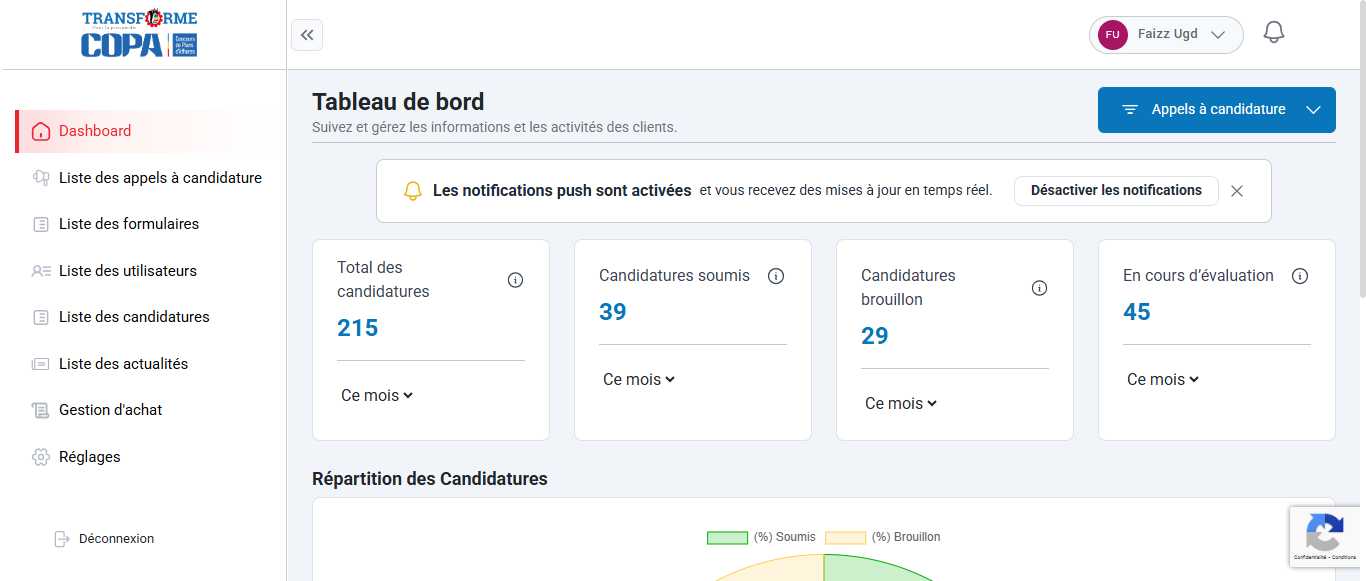 TRANSFORME
COPA
Concours
de Plans
d'Affaires
FU
Faizz Ugd
Dashboard
Liste des appels à candidature
Liste des formulaires
Liste des utilisateurs
Liste des candidatures
Liste des actualités
Gestion d'achat
Réglages
Déconnexion
Tableau de bord
Suivez et gérez les informations et les activités des clients.
Appels à candidature
Les notifications push sont activées et vous recevez des mises à jour en temps réel.
Désactiver les notifications
Total des
candidatures
215
Ce mois
Candidatures soumis
39
Ce mois
Candidatures
brouillon
29
Ce mois
En cours d'évaluation
45
Ce mois
Répartition des Candidatures
(%) Soumis
(%) Brouillon
Confidentialité - Conditions